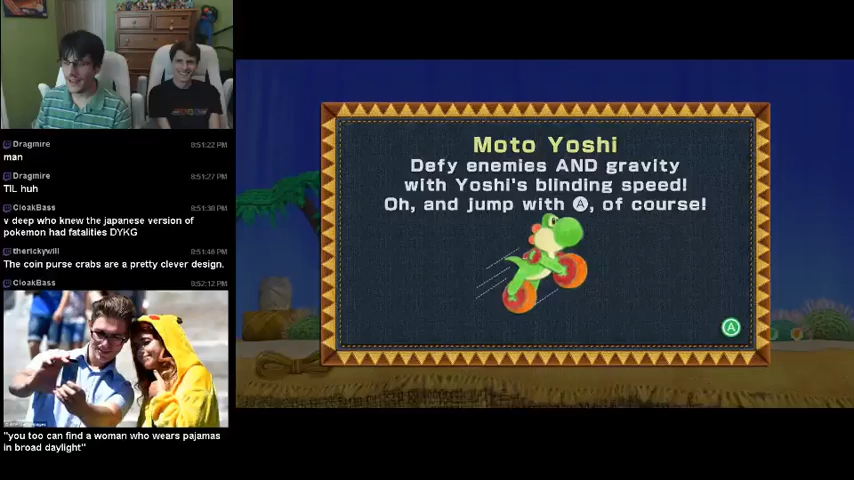 Dragmire 8:51:22 PM
man
Dragmire 8:51:27 PM
TIL huh
CloakBass 8:51:38 PM
v deep who knew the japanese version of
pokemon had fatalities DYKG
therickywill 8:51:46 PM
The coin purse crabs are a pretty clever design.
CloakBass 8:52:12 PM
"you too can find a woman who wears pajamas
in broad daylight"
Moto Yoshi
Defy enemies AND gravity
with Yoshi's blinding speed!
Oh, and jump with A, of course!
A